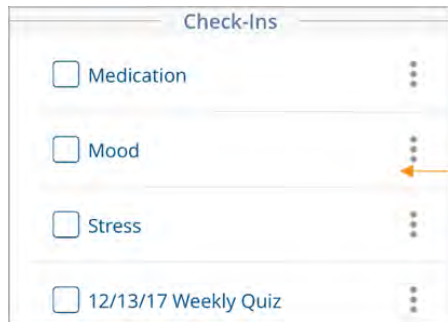 Check-Ins
Medication
Mood
Stress
12/13/17 Weekly Quiz